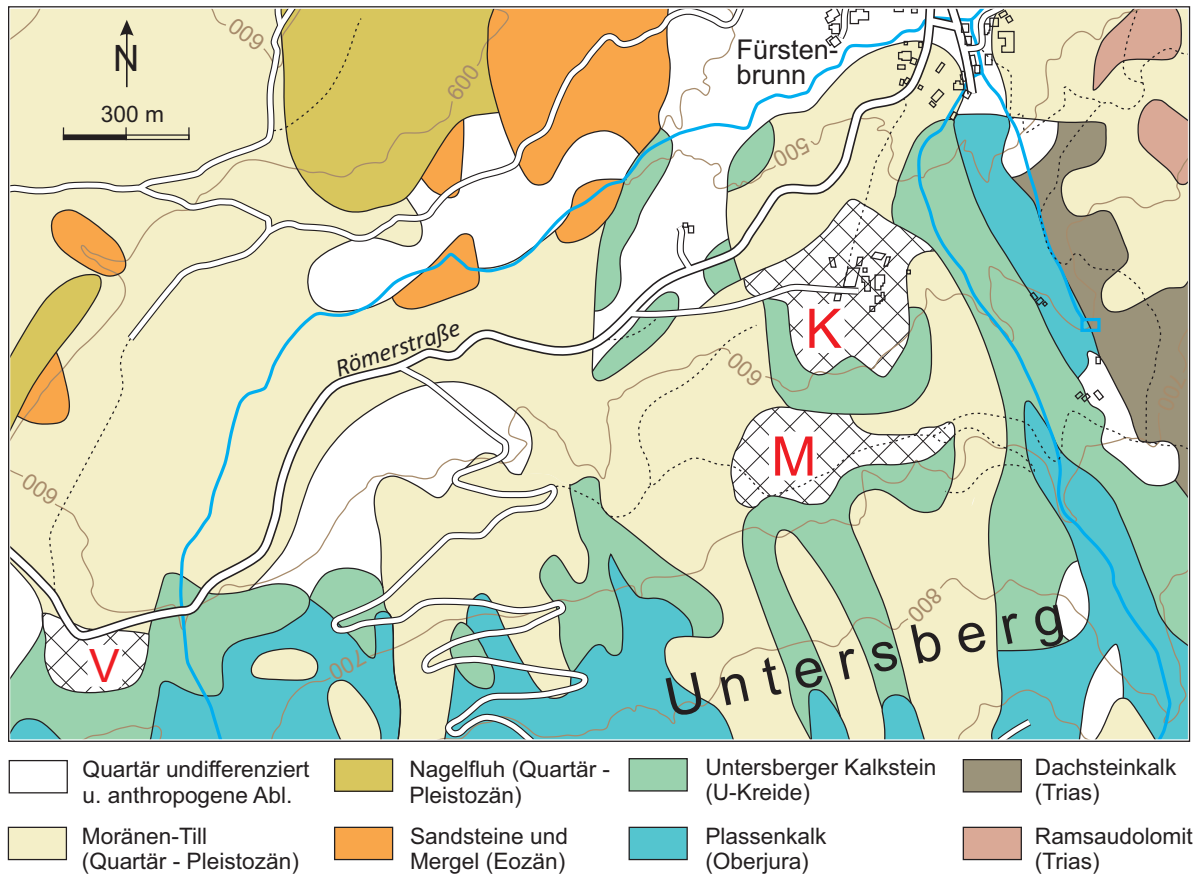 600
N
300 m
600
Fürsten-
brunn
500
K
Römerstraße
600
700
M
600
800
V
700
Untersberg
Quartär undifferenziert
u. anthropogene Abl.
Nagelfluh (Quartär -
Pleistozän)
Untersberger Kalkstein
(U-Kreide)
Dachsteinkalk
(Trias)
Moränen-Till
(Quartär - Pleistozän)
Sandsteine und
Mergel (Eozän)
Plassenkalk
(Oberjura)
Ramsaudolomit
(Trias)